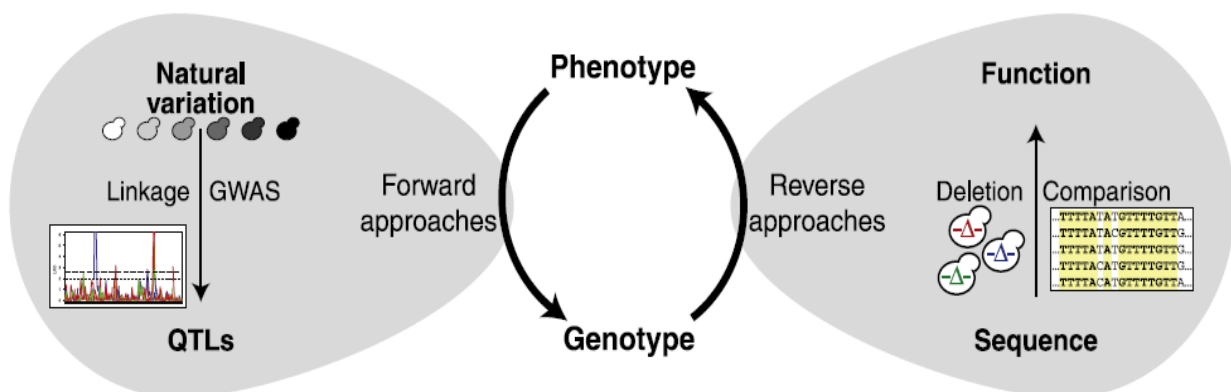 Natural
variation
Linkage
GWAS
QTLs
Forward
approaches
Phenotype
Genotype
Reverse
approaches
Function
Deletion
Comparison
-Δ-
-Δ-
-Δ-
...TTTTATATGTTTTGTTA...
...TTTTATACGTTTTGTTG...
...TTTTATATGTTTTGTTG...
...TTTTACATGTTTTGTTG...
...TTTTACATGTTTTGTTA...
Sequence